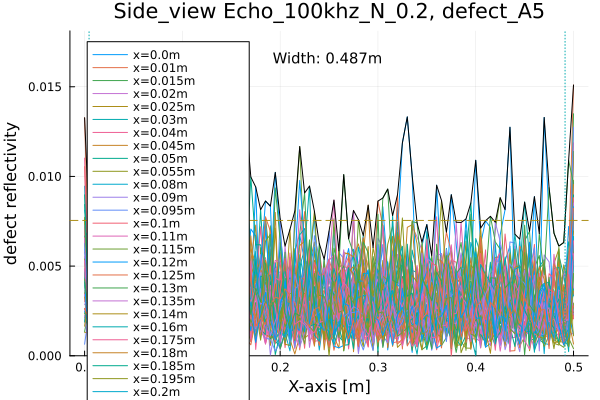 Side_view Echo_100khz_N_0.2, defect_A5
Width: 0.487m
defect reflectivity
0.015
0.010
0.005
0.000
x=0.0m
x=0.01m
x=0.015m
x=0.02m
x=0.025m
x=0.03m
x=0.04m
x=0.045m
x=0.05m
x=0.055m
x=0.08m
x=0.09m
x=0.095m
x=0.1m
x=0.11m
x=0.115m
x=0.12m
x=0.125m
x=0.13m
x=0.135m
x=0.14m
x=0.16m
x=0.175m
x=0.18m
x=0.185m
x=0.195m
x=0.2m
0.2 0.3 0.4 0.5
X-axis [m]